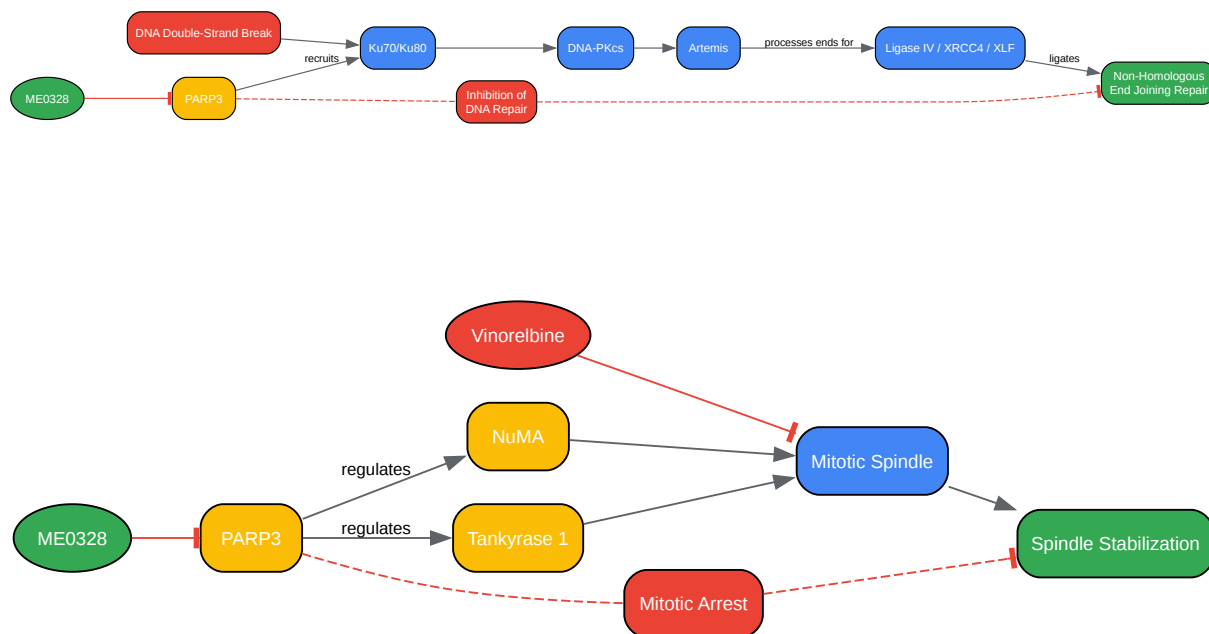 DNA Double-Strand Break
Ku70/Ku80
DNA-PKcs
Artemis
processes ends for
Ligase IV / XRCC4 / XLF
ligates
recruits
Non-Homologous
End Joining Repair
ME0328
PARP3
Inhibition of
DNA Repair
Vinorelbine
NuMA
Mitotic Spindle
regulates
ME0328
PARP3
regulates
Tankyrase 1
Spindle Stabilization
Mitotic Arrest